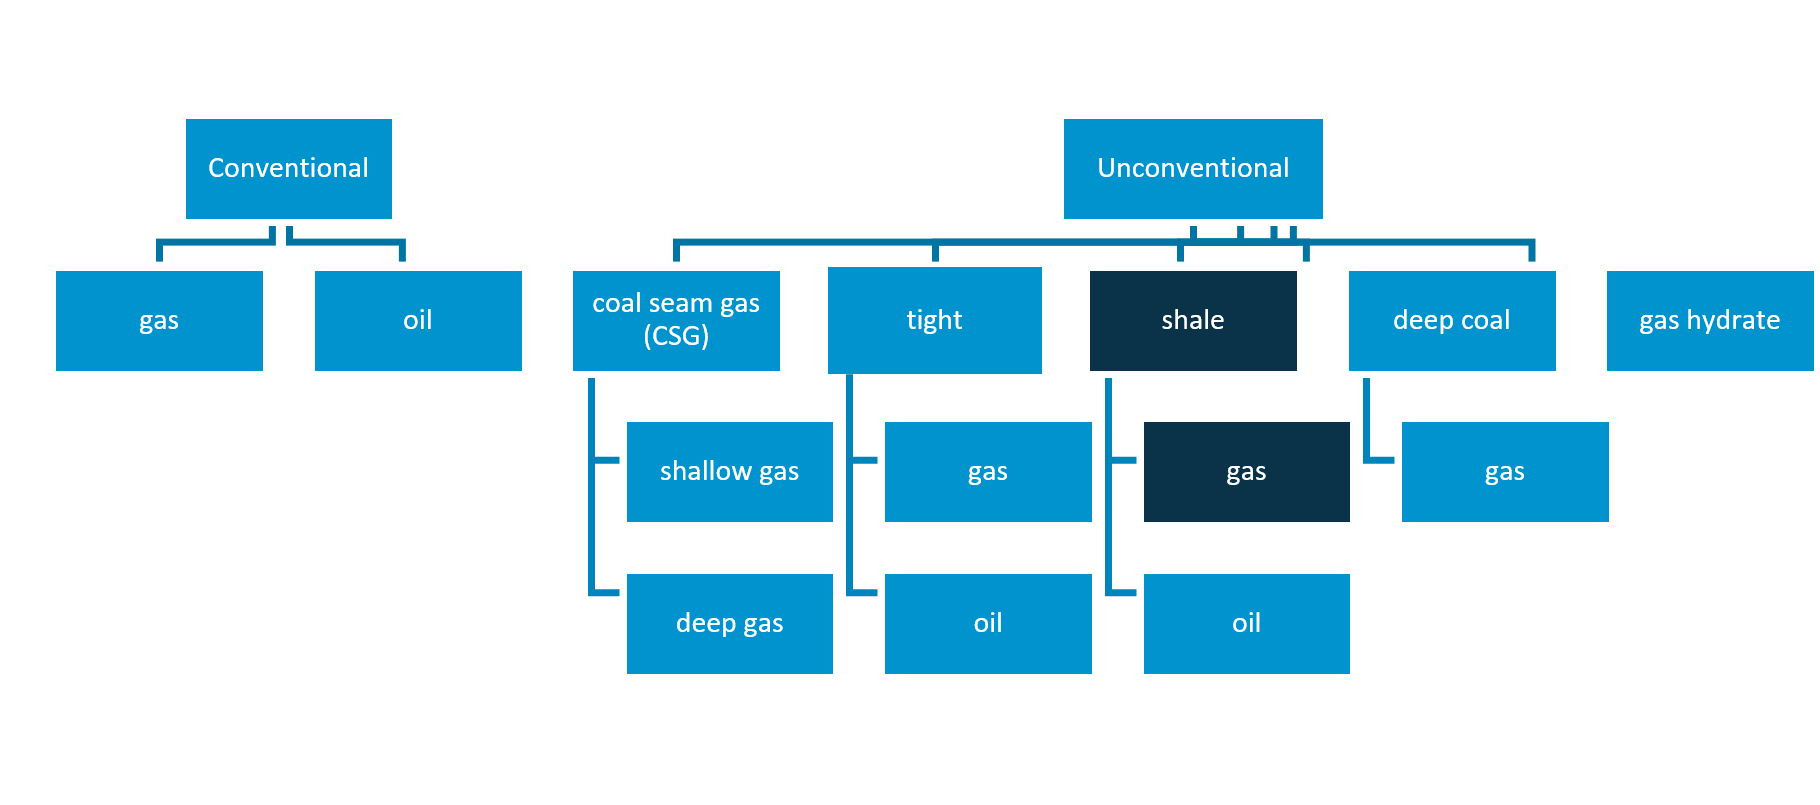 Conventional
Unconventional
gas
oil
coal seam gas
(CSG)
tight
shale
deep coal
gas hydrate
shallow gas
gas
gas
gas
deep gas
oil
oil